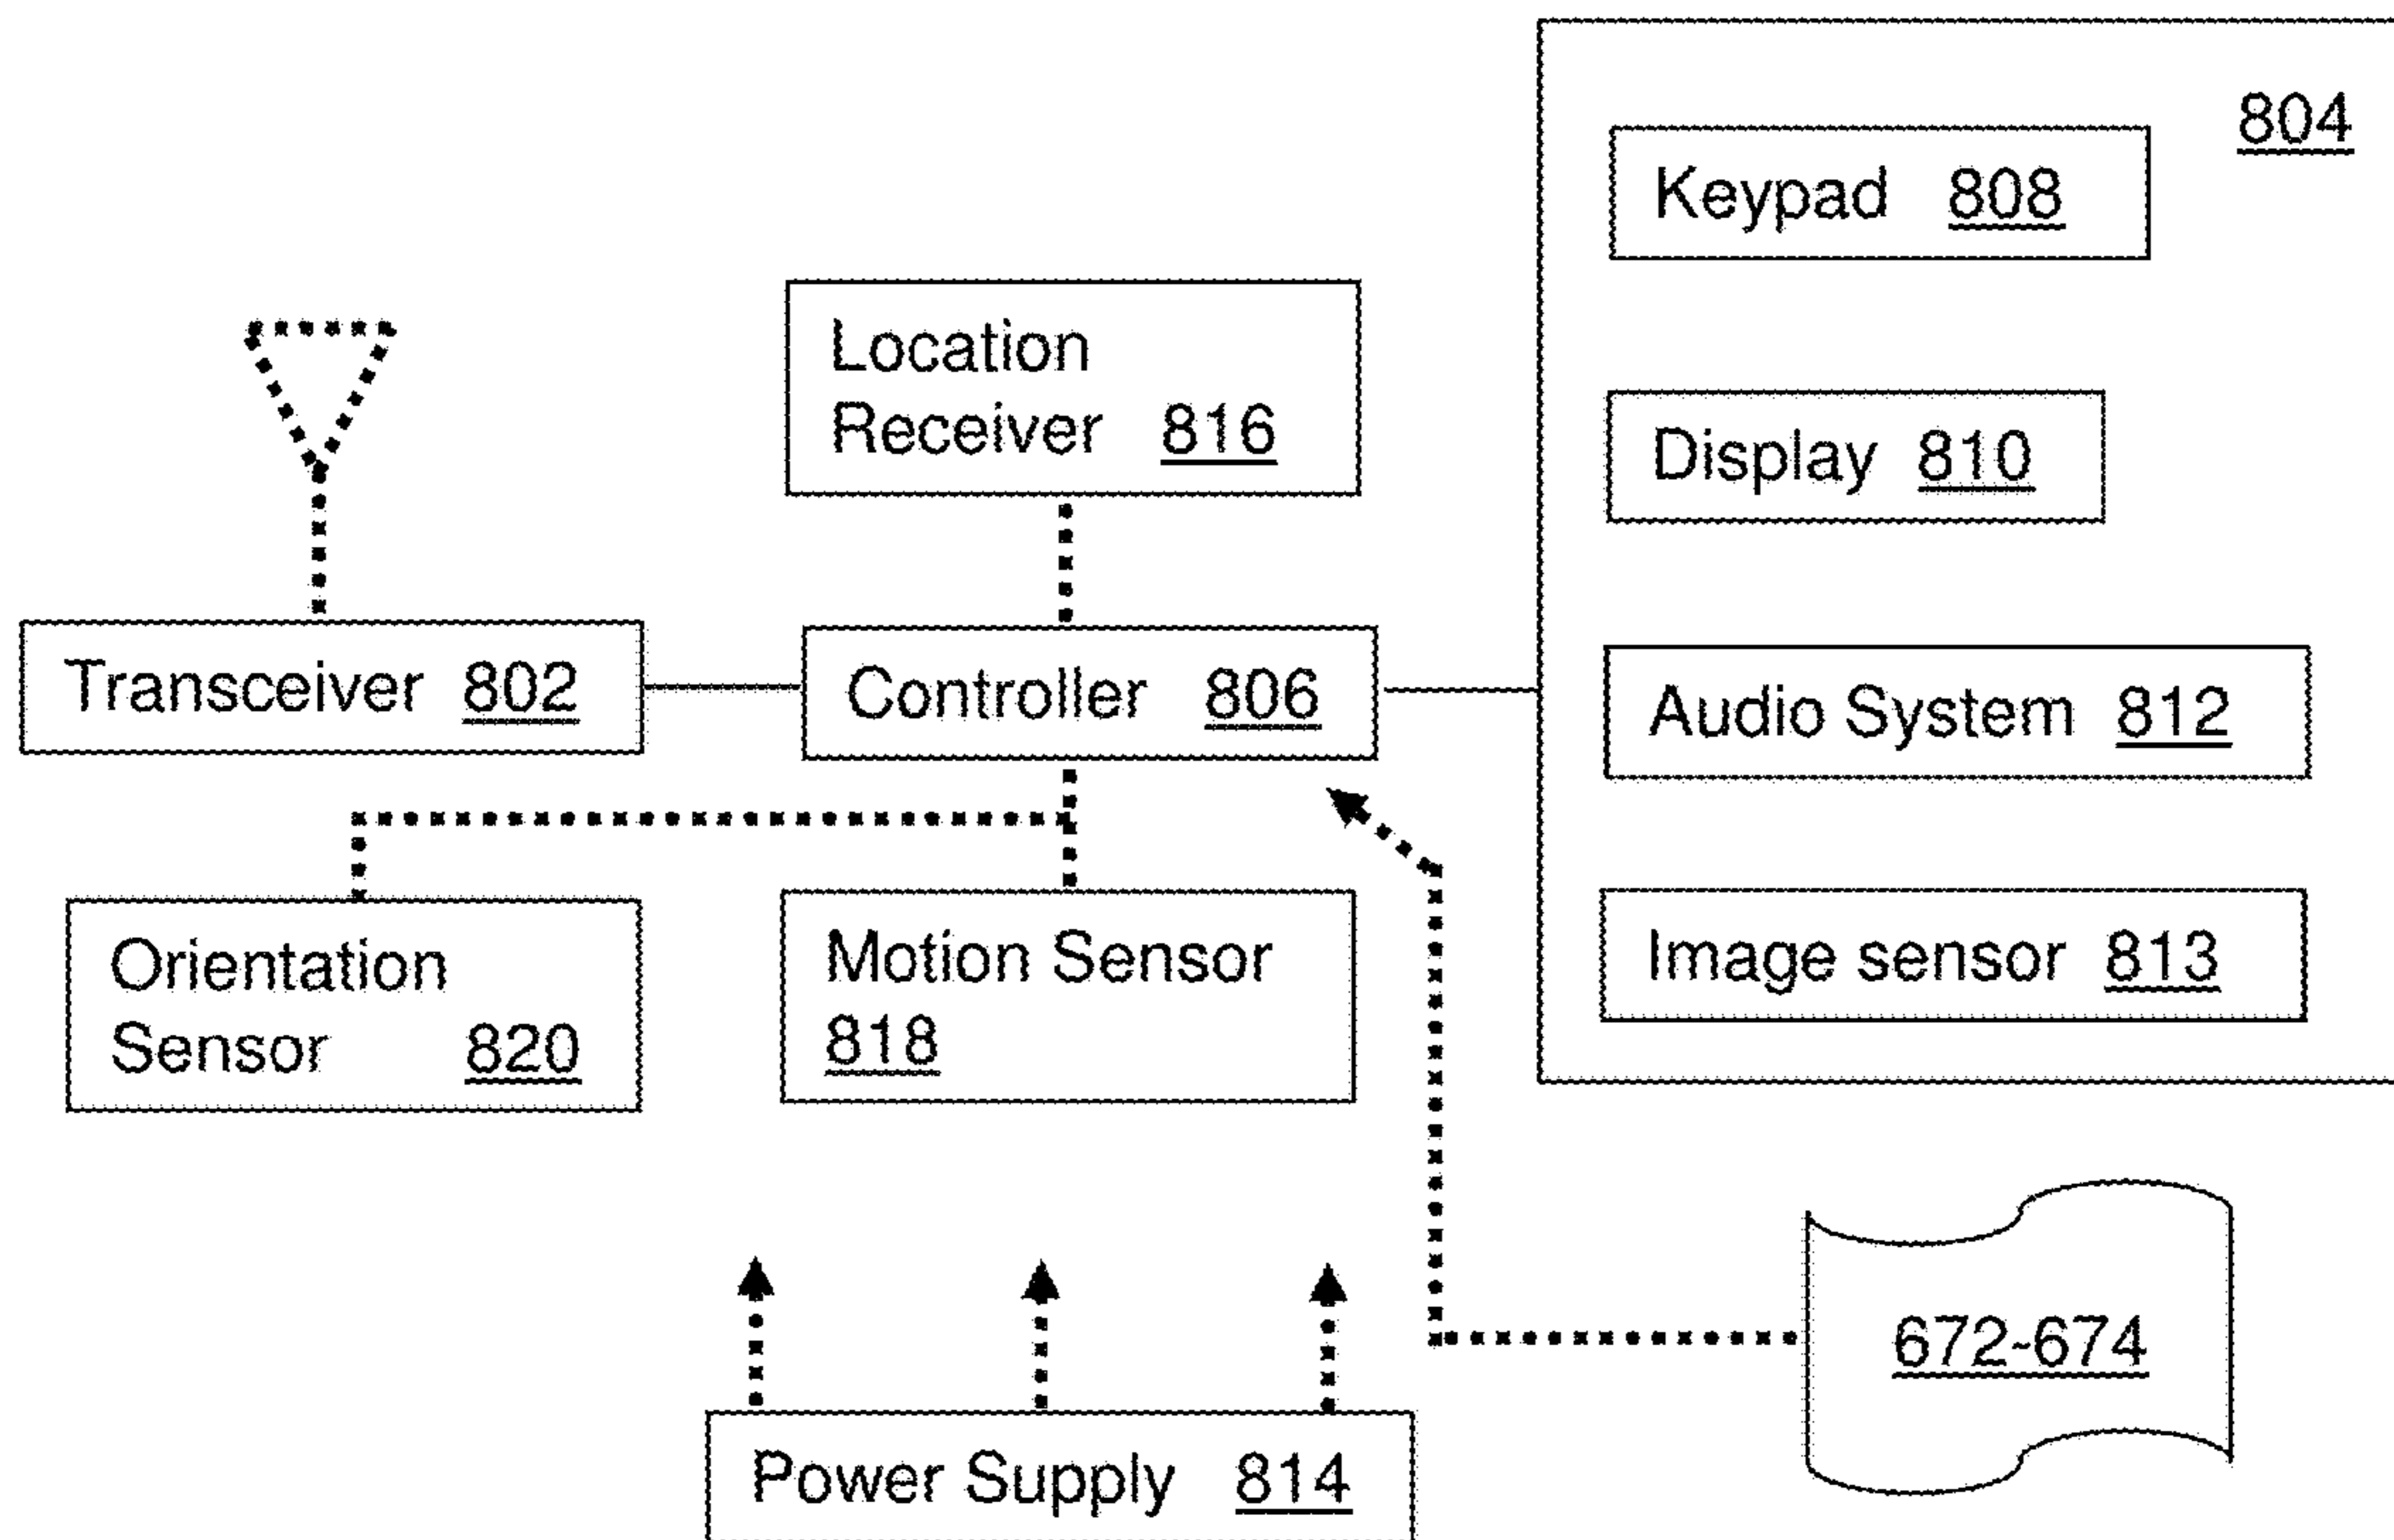 804
Keypad 808
Location
Receiver 816
Display 810
Transceiver 802
Controller 806
Audio System 812
Orientation
Sensor 820
Motion Sensor
818
Image sensor 813
672-674
Power Supply 814